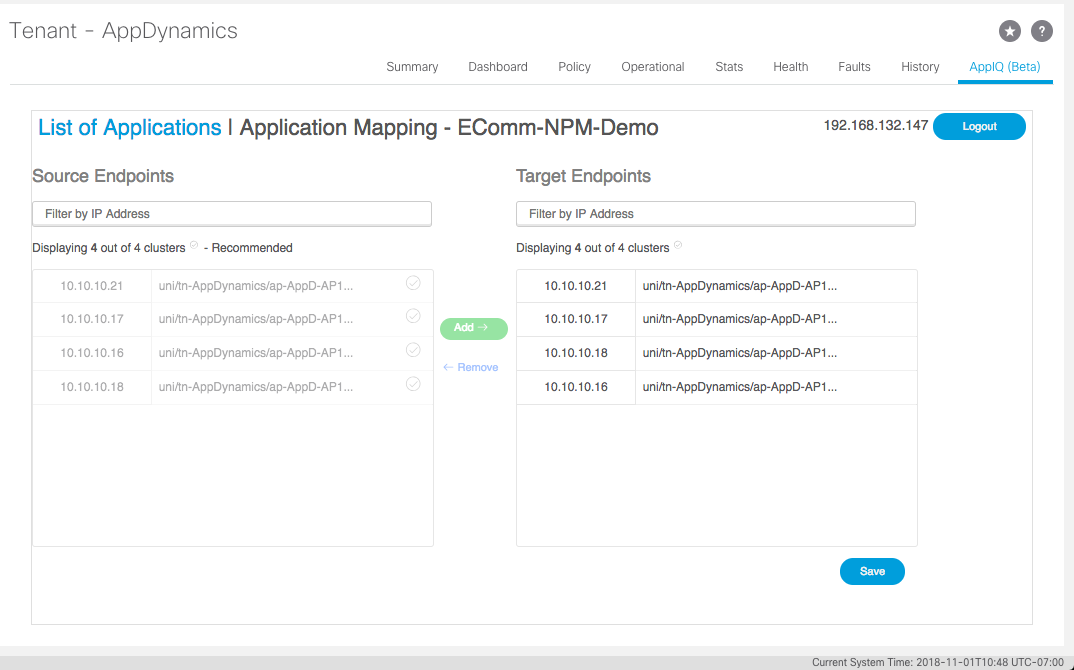 Tenant - AppDynamics
?
Summary Dashboard Policy Operational Stats Health Faults History AppIQ (Beta)
List of Applications | Application Mapping - EComm-NPM-Demo 192.168.132.147 Logout
Source Endpoints Target Endpoints
Filter by IP Address Filter by IP Address
Displaying 4 out of 4 clusters - Recommended Displaying 4 out of 4 clusters
10.10.10.21 uni/tn-AppDynamics/ap-AppD-AP1... 10.10.10.21 uni/tn-AppDynamics/ap-AppD-AP1...
10.10.10.17 uni/tn-AppDynamics/ap-AppD-AP1... Add → 10.10.10.17 uni/tn-AppDynamics/ap-AppD-AP1...
10.10.10.16 uni/tn-AppDynamics/ap-AppD-AP1... ← Remove 10.10.10.18 uni/tn-AppDynamics/ap-AppD-AP1...
10.10.10.18 uni/tn-AppDynamics/ap-AppD-AP1... 10.10.10.16 uni/tn-AppDynamics/ap-AppD-AP1...
Save
Current System Time: 2018-11-01T10:48 UTC-07:00